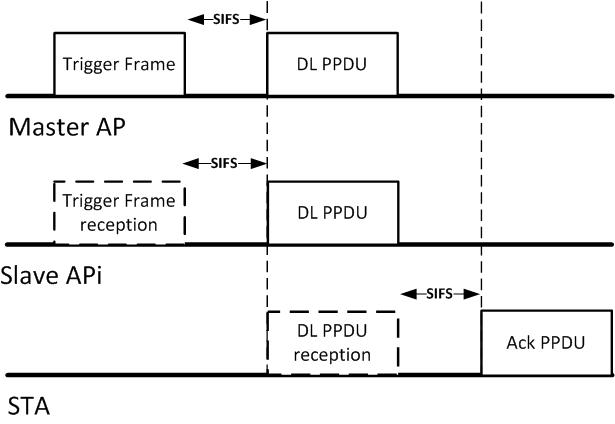 SIFS
Trigger Frame
DL PPDU
Master AP
SIFS
Trigger Frame
reception
DL PPDU
Slave APi
SIFS
DL PPDU
reception
Ack PPDU
STA